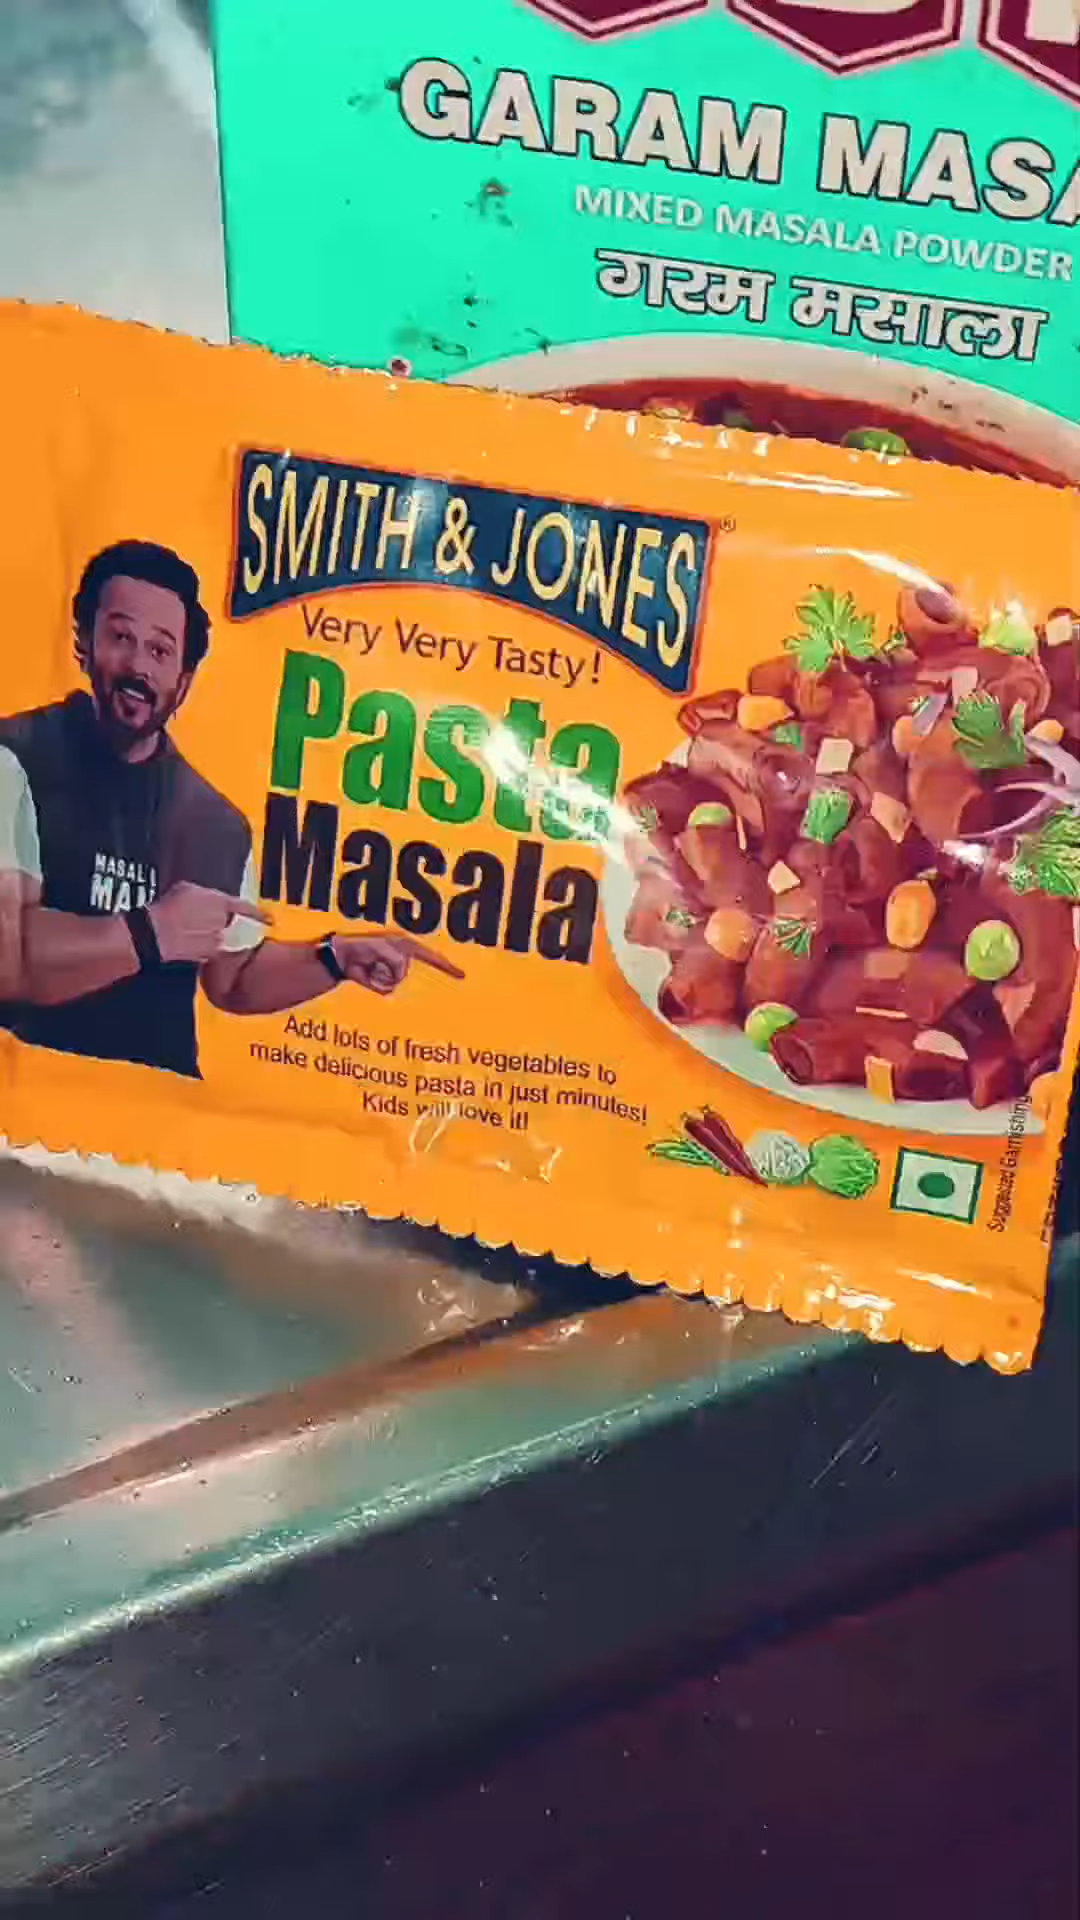 GARAM MASA
MIXED MASALA POWDER
गरम मसाला
SMITH & JONES
®
Very Very Tasty!
Pasta
Masala
MASALA
MAN
Add lots of fresh vegetables to
make delicious pasta in just minutes!
Kids will love it!
Suggested Garnishing